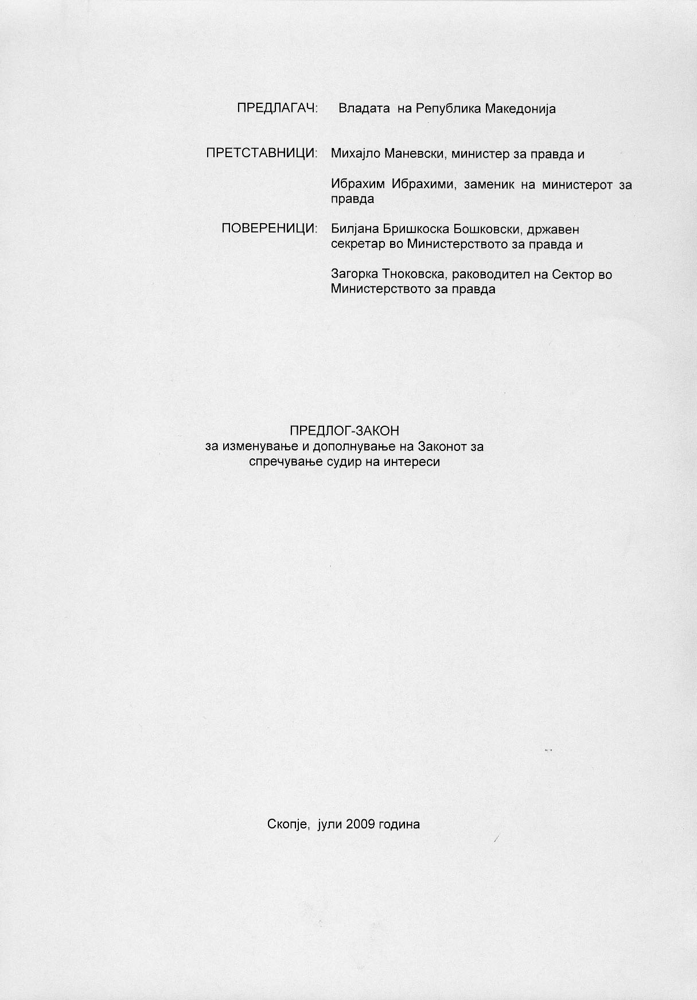 ПРЕДЛАГАЧ: Владата на Република Македонија
ПРЕТСТАВНИЦИ: Михајло Маневски, министер за правда и
Ибрахим Ибрахими, заменик на министерот за
правда
ПОВЕРЕНИЦИ: Билјана Бришкоска Бошковски, државен
секретар во Министерството за правда и
Загорка Тноковска, раководител на Сектор во
Министерството за правда
ПРЕДЛОГ-ЗАКОН
за изменување и дополнување на Законот за
спречување судир на интереси
Скопје, јули 2009 година